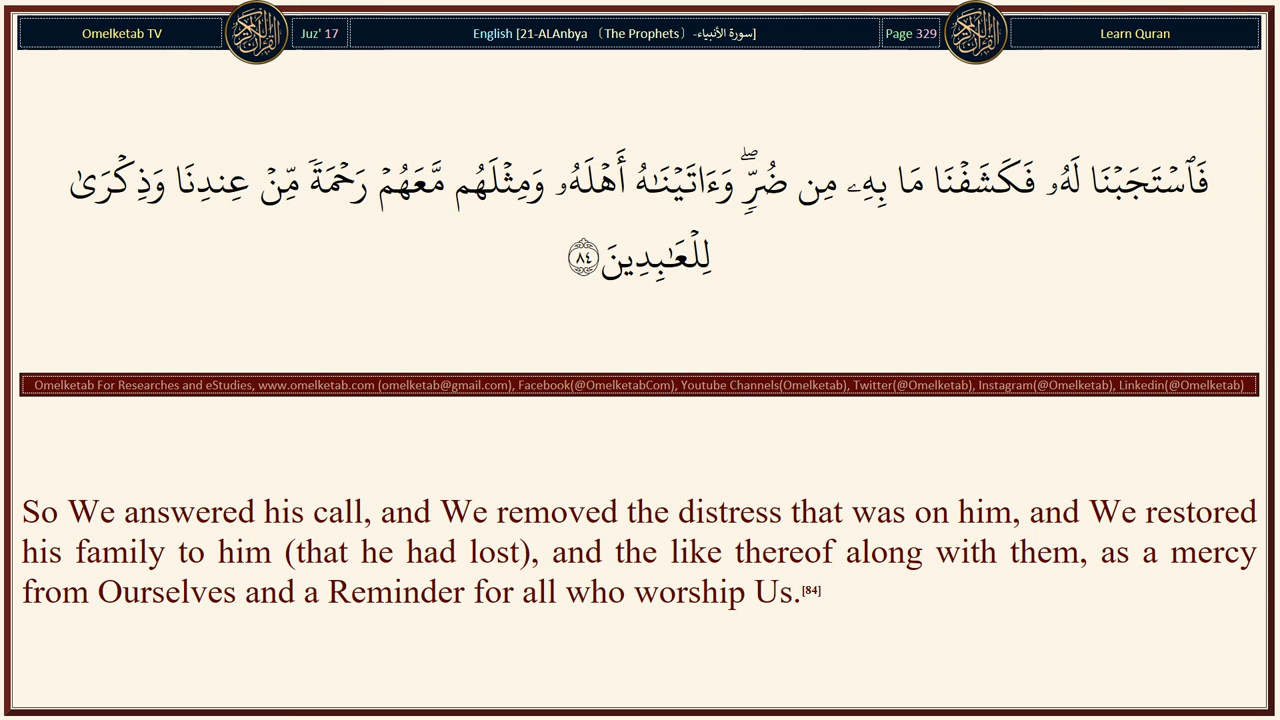 Omelketab TV
Juz' 17
English [21-ALAnbya (The Prophets) -سورة الأنبياء]
Page 329
Learn Quran
فَٱسۡتَجَبۡنَا لَهُۥ فَكَشَفۡنَا مَا بِهِۦ مِن ضُرّٖۖ وَءَاتَيۡنَٰهُ أَهۡلَهُۥ وَمِثۡلَهُم مَّعَهُمۡ رَحۡمَةٗ مِّنۡ عِندِنَا وَذِكۡرَىٰ
لِلۡعَٰبِدِينَ ٨٤
Omelketab For Researches and eStudies, www.omelketab.com (omelketab@gmail.com), Facebook(@OmelketabCom), Youtube Channels(Omelketab), Twitter(@Omelketab), Instagram(@Omelketab), Linkedin(@Omelketab)
So We answered his call, and We removed the distress that was on him, and We restored
his family to him (that he had lost), and the like thereof along with them, as a mercy
from Ourselves and a Reminder for all who worship Us.[84]